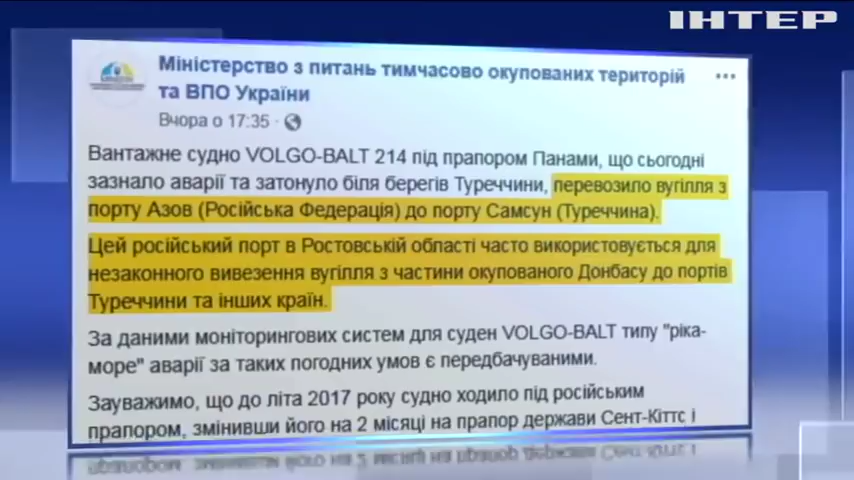 ІНТЕР
Міністерство з питань тимчасово окупованих територій
та ВПО України
Вчора о 17:35 ·
Вантажне судно VOLGO-BALT 214 під прапором Панами, що сьогодні
зазнало аварії та затонуло біля берегів Туреччини, перевозило вугілля з
порту Азов (Російська Федерація) до порту Самсун (Туреччина).
Цей російський порт в Ростовській області часто використовується для
незаконного вивезення вугілля з частини окупованого Донбасу до портів
Туреччини та інших країн.
За даними моніторингових систем для суден VOLGO-BALT типу "ріка-
море" аварії за таких погодних умов є передбачуваними.
Зауважимо, що до літа 2017 року судно ходило під російським
прапором, змінивши його на 2 місяці на прапор держави Сент-Кіттс і